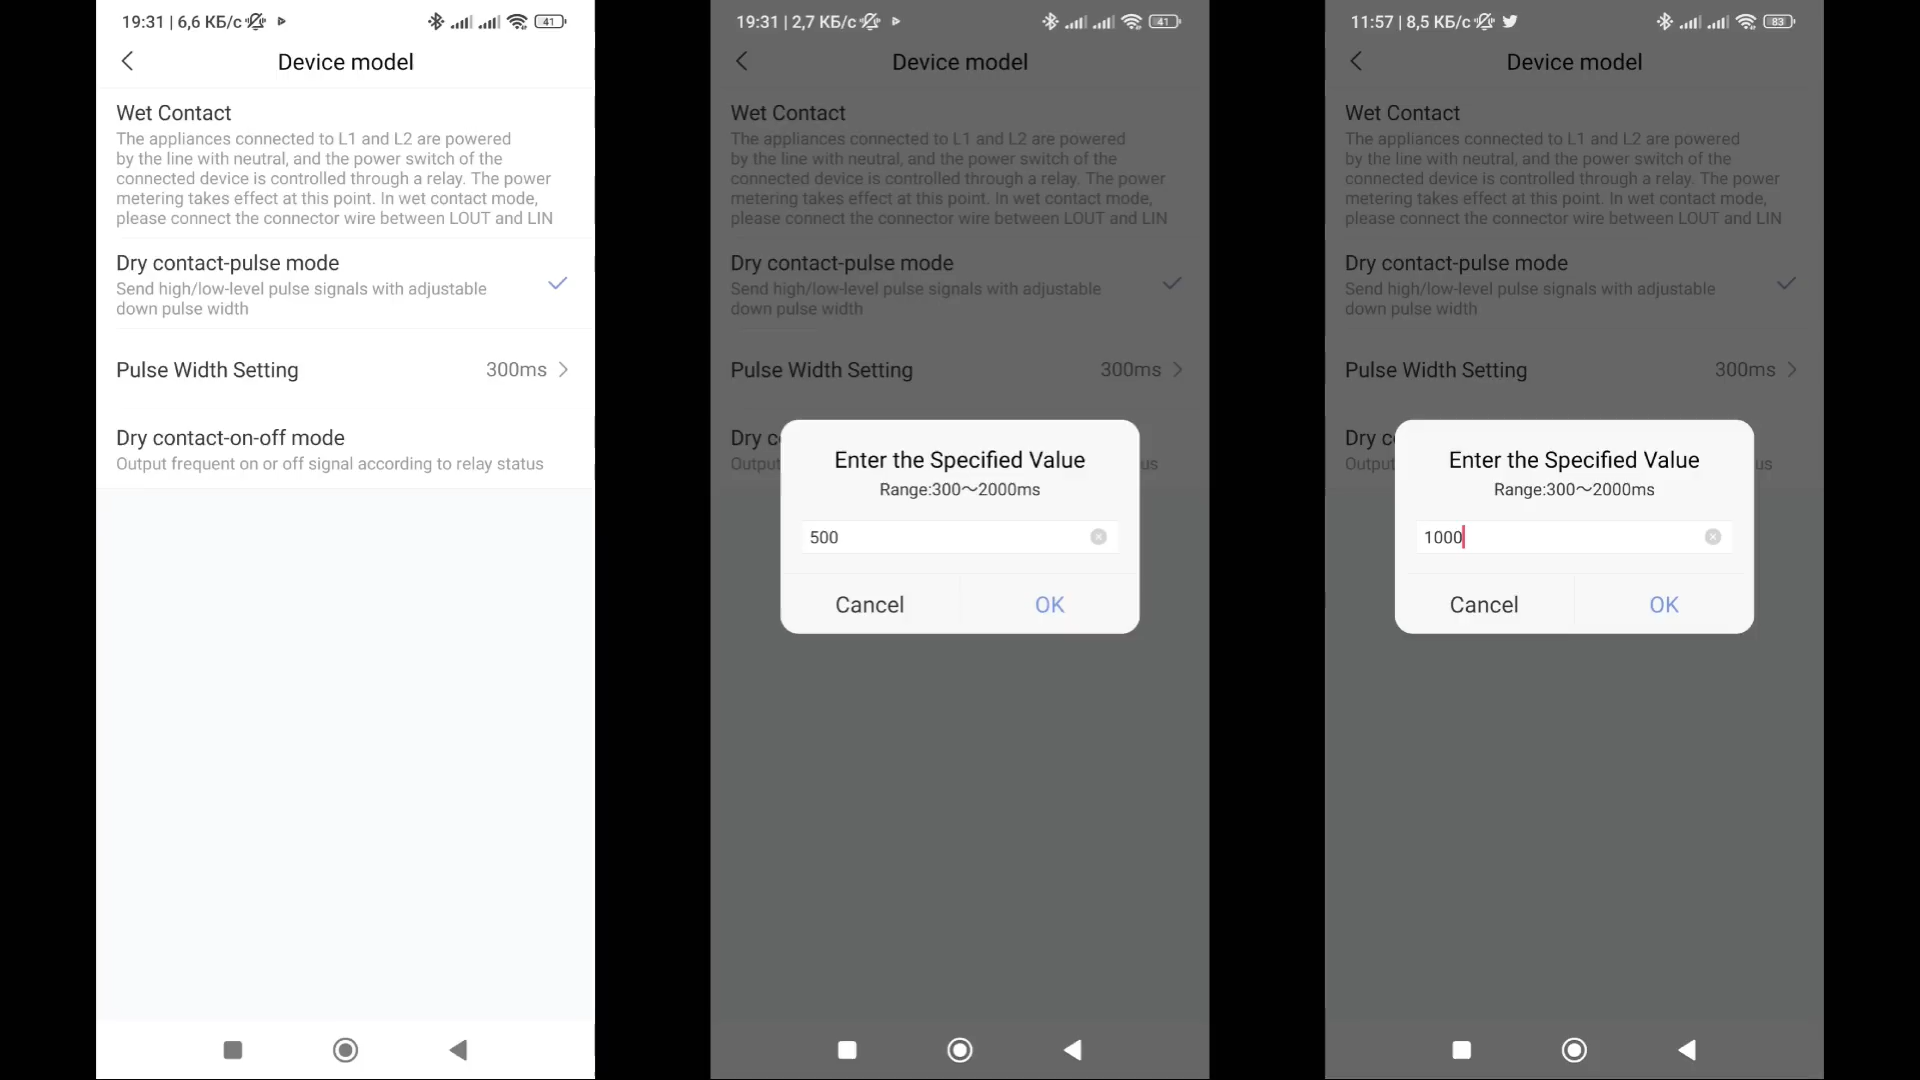 19:31 | 6,6 КБ/с
41
Device model
Wet Contact
The appliances connected to L1 and L2 are powered
by the line with neutral, and the power switch of the
connected device is controlled through a relay. The power
metering takes effect at this point. In wet contact mode,
please connect the connector wire between LOUT and LIN
Dry contact-pulse mode
Send high/low-level pulse signals with adjustable
down pulse width
Pulse Width Setting 300ms
Dry contact-on-off mode
Output frequent on or off signal according to relay status
19:31 | 2,7 КБ/с
41
Device model
Wet Contact
The appliances connected to L1 and L2 are powered
by the line with neutral, and the power switch of the
connected device is controlled through a relay. The power
metering takes effect at this point. In wet contact mode,
please connect the connector wire between LOUT and LIN
Dry contact-pulse mode
Send high/low-level pulse signals with adjustable
down pulse width
Pulse Width Setting 300ms
Dry c
Output us
Enter the Specified Value
Range:300～2000ms
500
Cancel OK
11:57 | 8,5 КБ/с
83
Device model
Wet Contact
The appliances connected to L1 and L2 are powered
by the line with neutral, and the power switch of the
connected device is controlled through a relay. The power
metering takes effect at this point. In wet contact mode,
please connect the connector wire between LOUT and LIN
Dry contact-pulse mode
Send high/low-level pulse signals with adjustable
down pulse width
Pulse Width Setting 300ms
Dry c
Output us
Enter the Specified Value
Range:300～2000ms
1000
Cancel OK